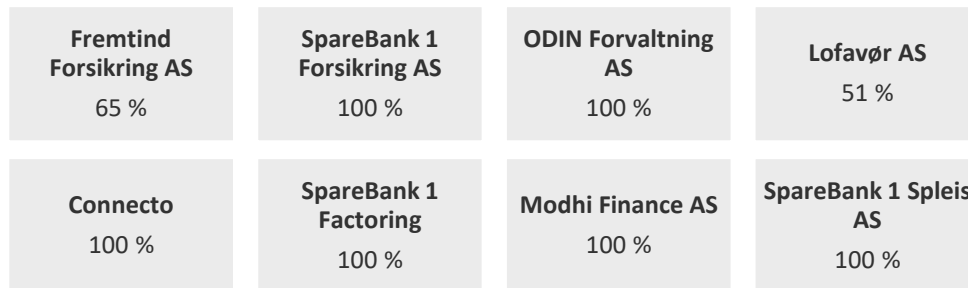 Fremtind
Forsikring AS
65 %
SpareBank 1
Forsikring AS
100 %
ODIN Forvaltning
AS
100 %
Lofavør AS
51 %
Connecto
100 %
SpareBank 1
Factoring
100 %
Modhi Finance AS
100 %
SpareBank 1 Spleis
AS
100 %